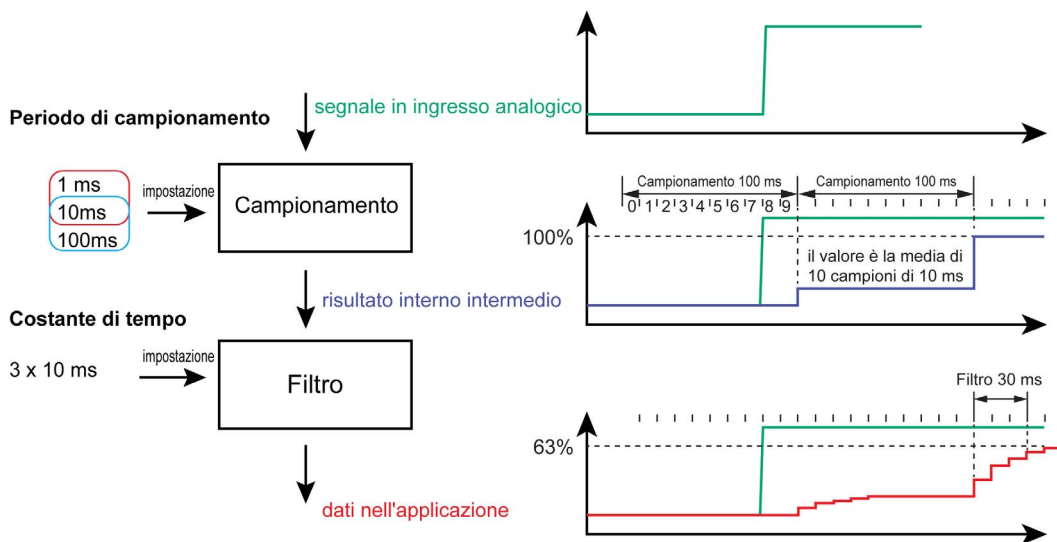 segnale in ingresso analogico
Periodo di campionamento
1 ms
10ms
100ms
impostazione
Campionamento
Campionamento 100 ms
Campionamento 100 ms
0 1 2 3 4 5 6 7 8 9
100%
il valore è la media di
10 campioni di 10 ms
risultato interno intermedio
Costante di tempo
3 x 10 ms
impostazione
Filtro
Filtro 30 ms
63%
dati nell'applicazione